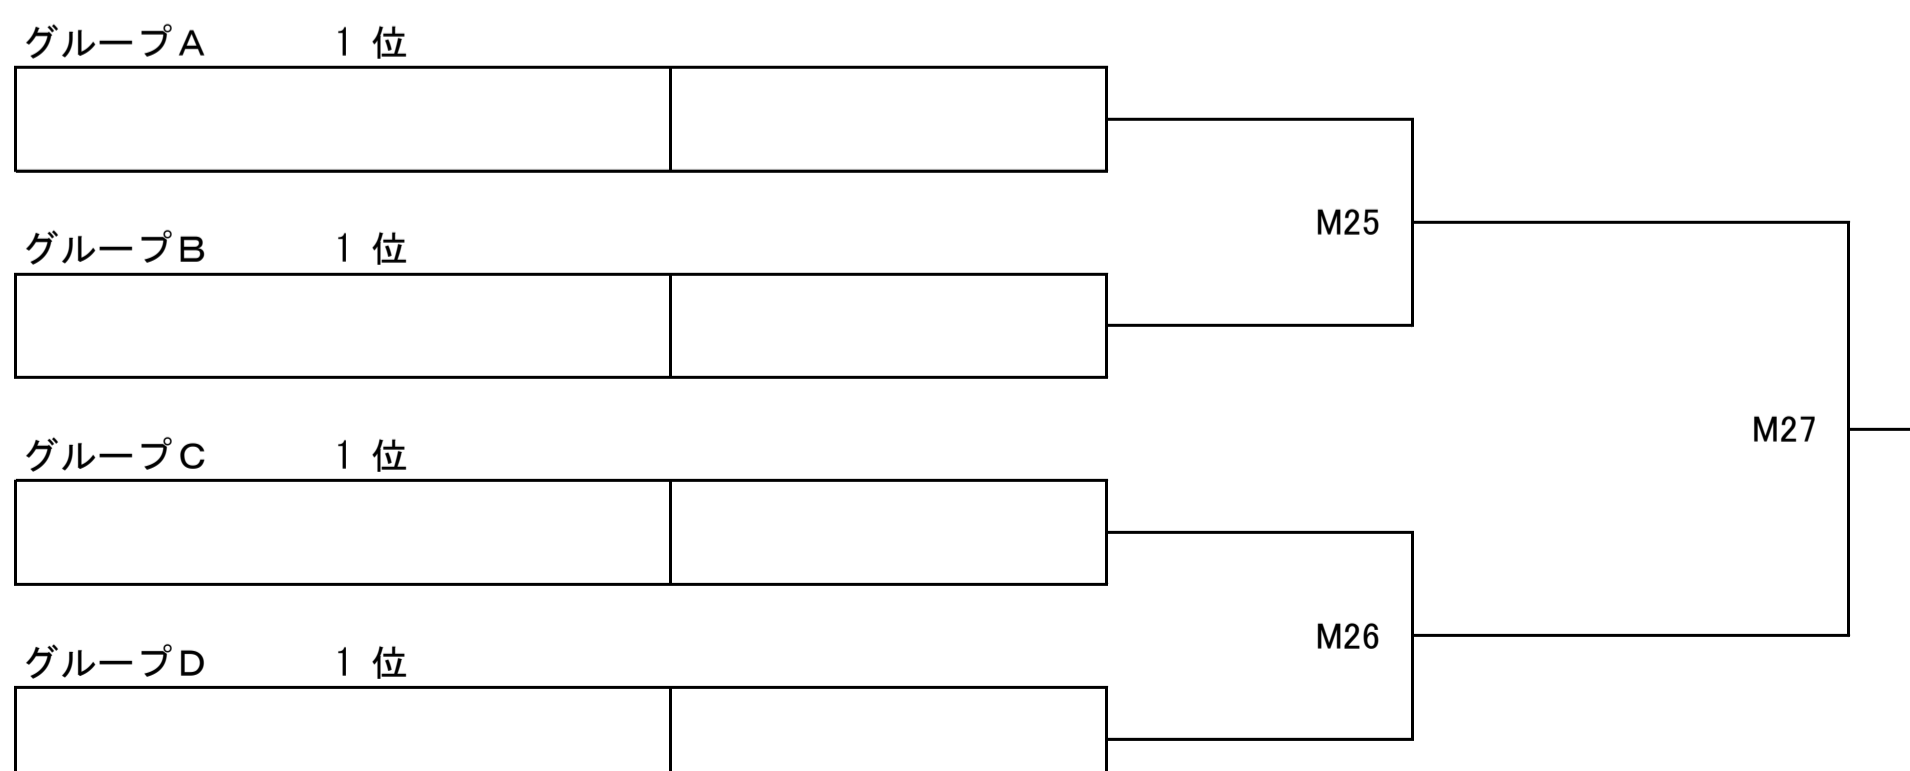 グループＡ　　　１ 位
M25
グループＢ　　　１ 位
グループＣ　　　１ 位
M27
M26
グループＤ　　　１ 位